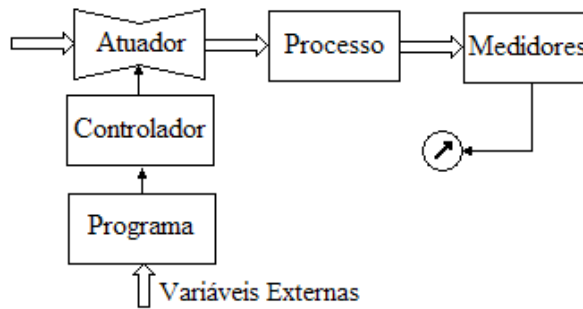 Atuador
Processo
Medidores
Controlador
Programa
Variáveis Externas